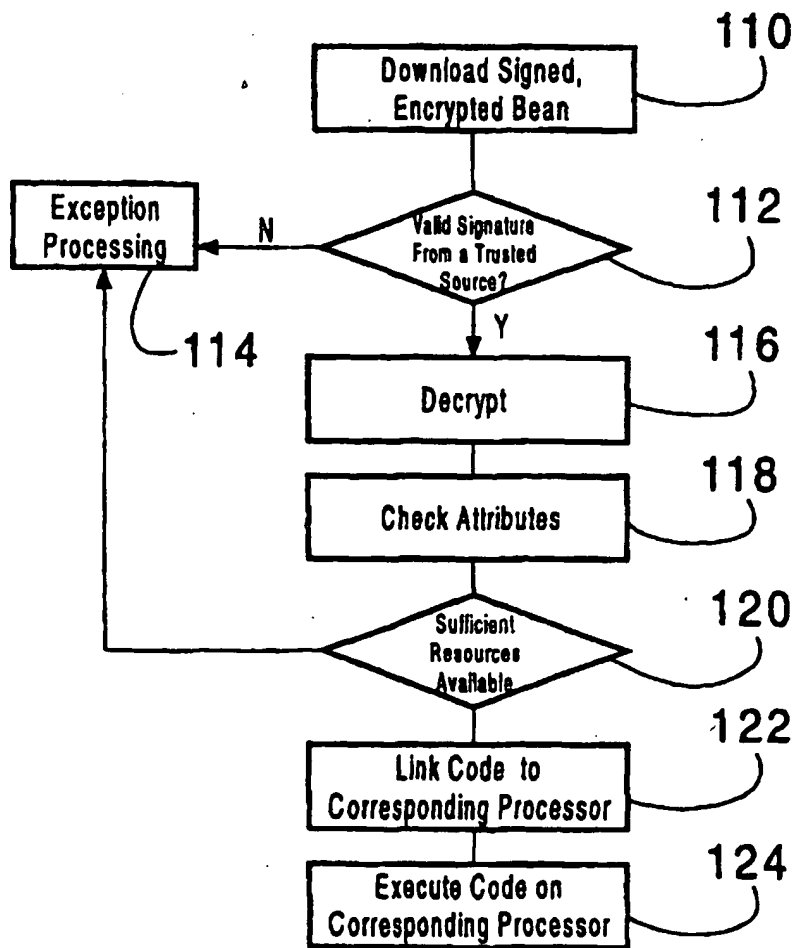 110
Download Signed,
Encrypted Bean
Exception
Processing
N
Valid Signature
From a Trusted
Source?
112
114
Y
116
Decrypt
118
Check Attributes
120
Sufficient
Resources
Available
122
Link Code to
Corresponding Processor
124
Execute Code on
Corresponding Processor